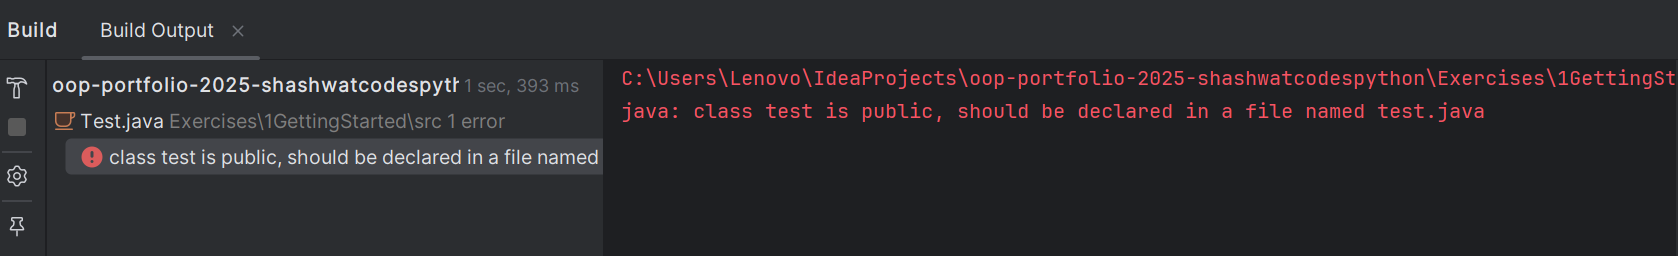 Build Build Output
oop-portfolio-2025-shashwatcodespyth 1 sec, 393 ms
Test.java Exercises\1GettingStarted\src 1 error
class test is public, should be declared in a file named
C:\Users\Lenovo\IdeaProjects\oop-portfolio-2025-shashwatcodespython\Exercises\1GettingSt
java: class test is public, should be declared in a file named test.java